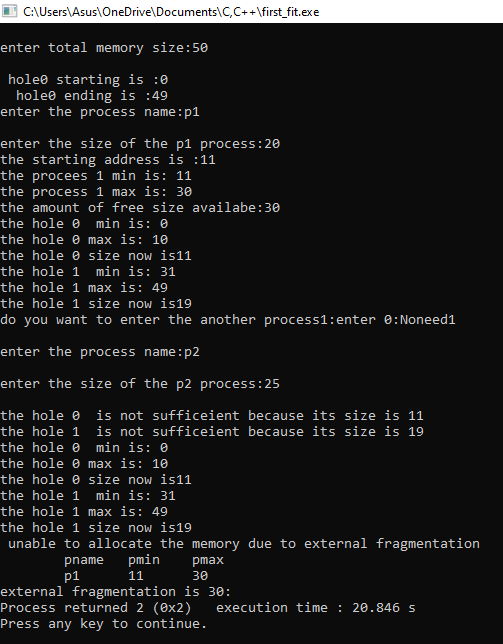 C:\Users\Asus\OneDrive\Documents\C,C++\first_fit.exe
enter total memory size:50
hole0 starting is :0
hole0 ending is :49
enter the process name:p1
enter the size of the p1 process:20
the starting address is :11
the procees 1 min is: 11
the process 1 max is: 30
the amount of free size availabe:30
the hole 0  min is: 0
the hole 0 max is: 10
the hole 0 size now is11
the hole 1  min is: 31
the hole 1 max is: 49
the hole 1 size now is19
do you want to enter the another process1:enter 0:Noneed1
enter the process name:p2
enter the size of the p2 process:25
the hole 0  is not sufficeient because its size is 11
the hole 1  is not sufficeient because its size is 19
the hole 0  min is: 0
the hole 0 max is: 10
the hole 0 size now is11
the hole 1  min is: 31
the hole 1 max is: 49
the hole 1 size now is19
unable to allocate the memory due to external fragmentation
pname   pmin    pmax
p1      11      30
external fragmentation is 30:
Process returned 2 (0x2)   execution time : 20.846 s
Press any key to continue.